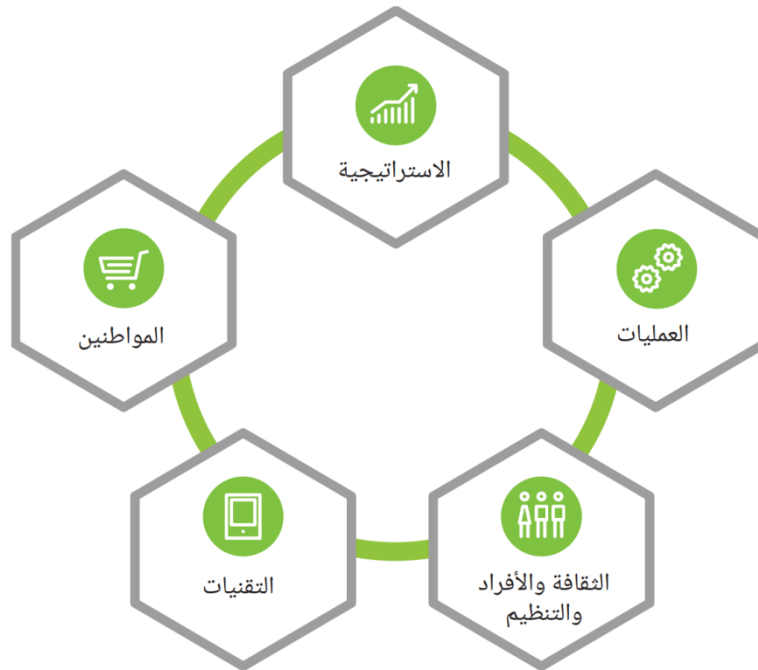 الاستراتيجية
العمليات
المواطنين
الثقافة والأفراد
والتنظيم
التقنيات